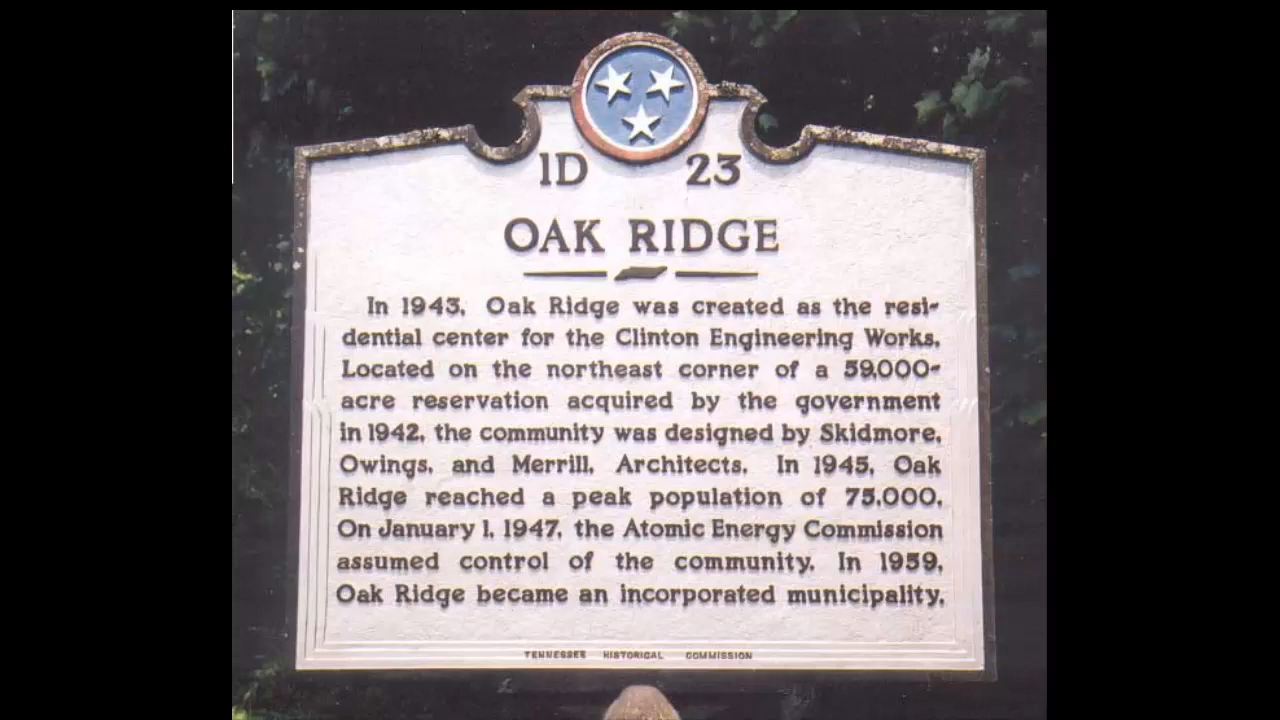 1D 23
OAK RIDGE
In 1943, Oak Ridge was created as the resi-
dential center for the Clinton Engineering Works.
Located on the northeast corner of a 59,000-
acre reservation acquired by the government
in 1942, the community was designed by Skidmore,
Owings, and Merrill, Architects. In 1945, Oak
Ridge reached a peak population of 75,000.
On January 1, 1947, the Atomic Energy Commission
assumed control of the community. In 1959,
Oak Ridge became an incorporated municipality.
TENNESSEE HISTORICAL COMMISSION